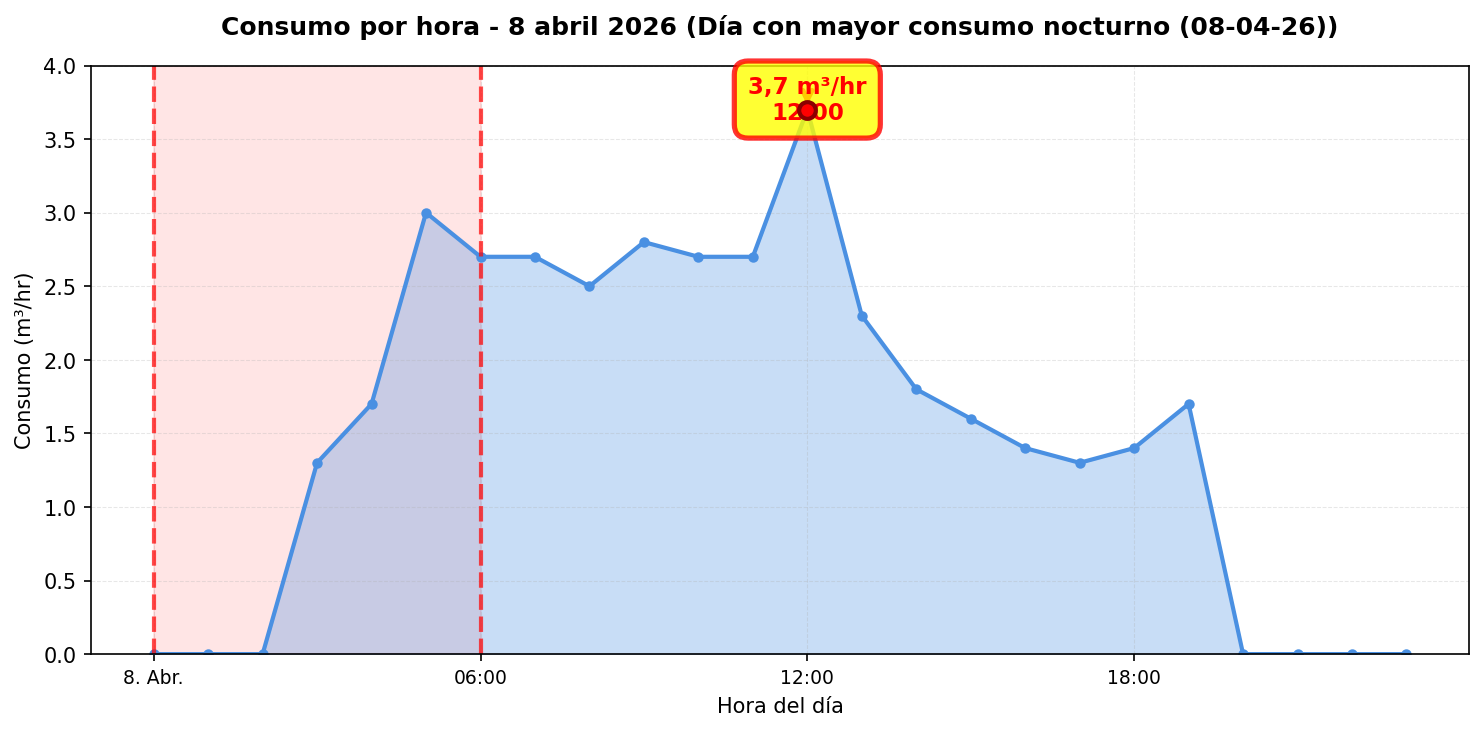 Consumo por hora - 8 abril 2026 (Día con mayor consumo nocturno (08-04-26))
3,7 m³/hr
12:00
Consumo (m³/hr)
4.0
3.5
3.0
2.5
2.0
1.5
1.0
0.5
0.0
8. Abr.
06:00
12:00
18:00
Hora del día